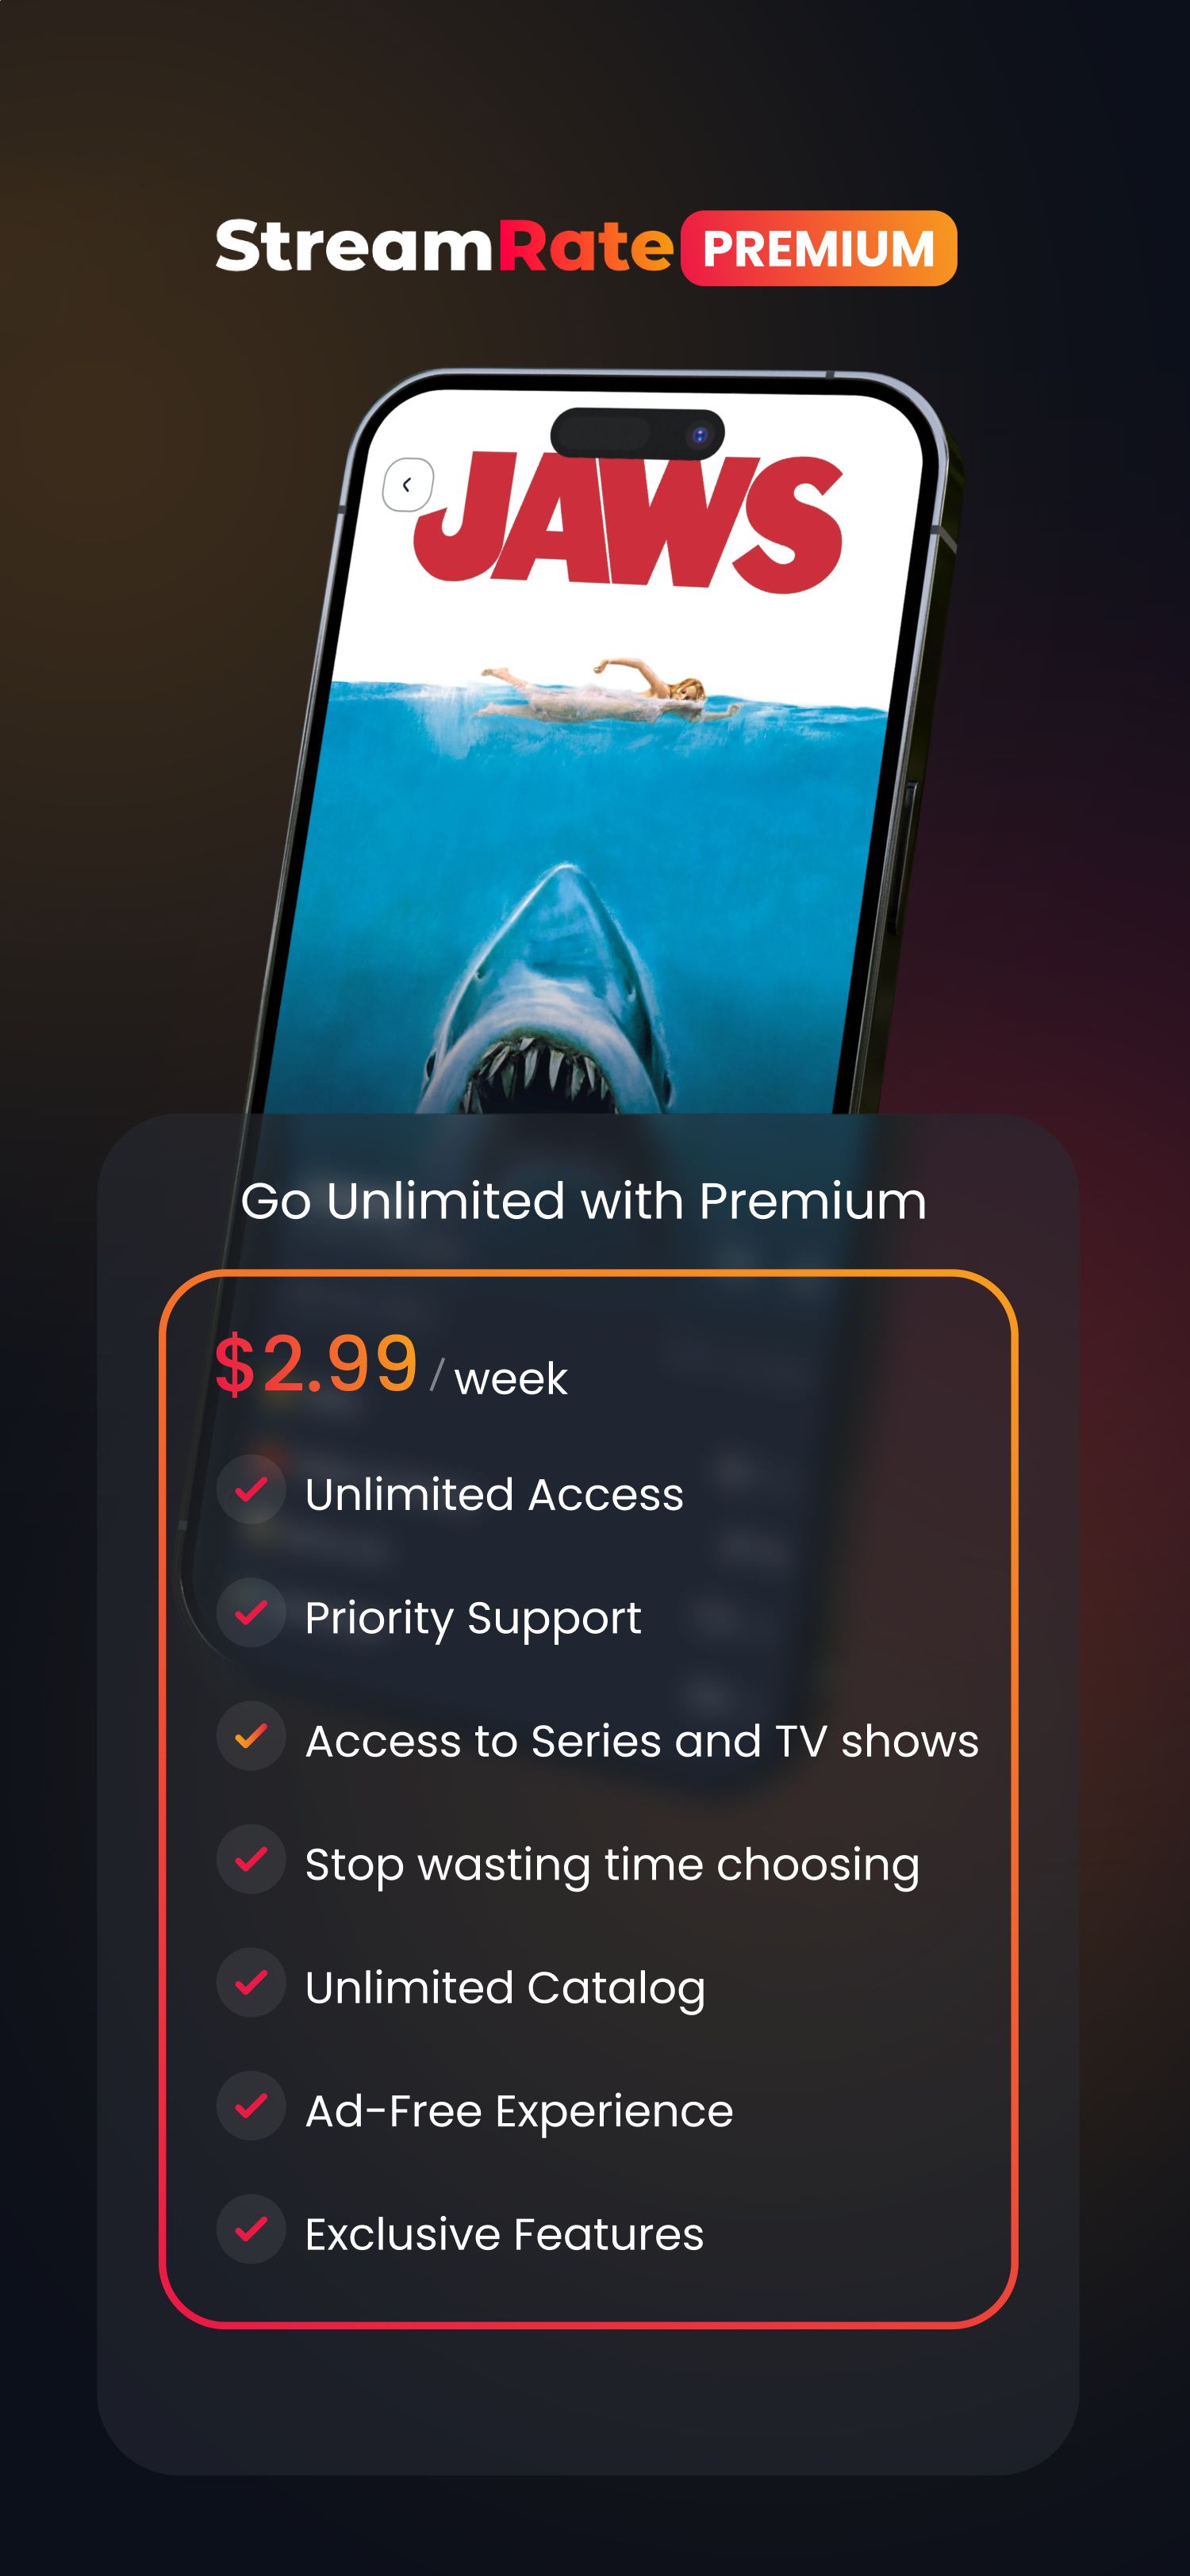 StreamRate PREMIUM
JAWS
Go Unlimited with Premium
$2.99 / week
Unlimited Access
Priority Support
Access to Series and TV shows
Stop wasting time choosing
Unlimited Catalog
Ad-Free Experience
Exclusive Features